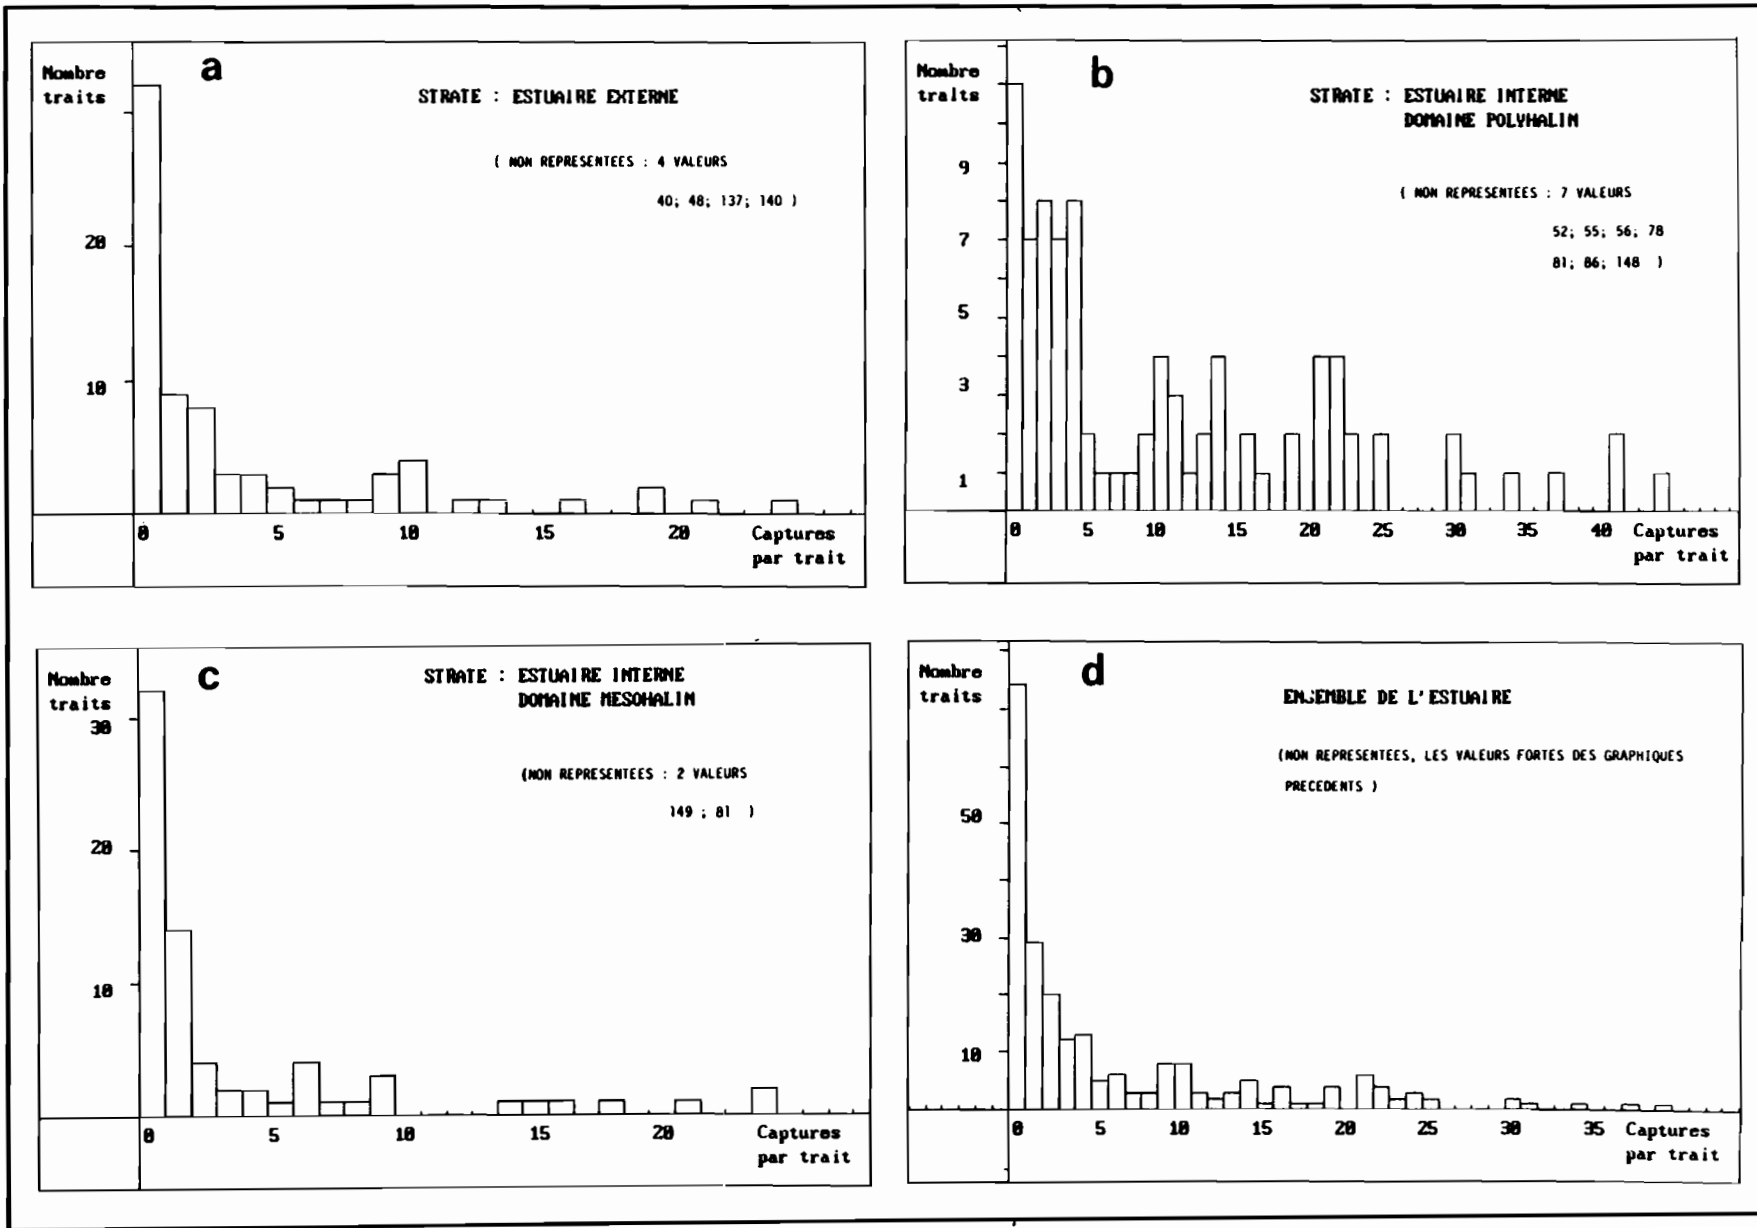 a
Nombre
traits
STRATE : ESTUAIRE EXTERNE
( NON REPRESENTEES : 4 VALEURS
40; 48; 137; 140 )
20
10
0 5 10 15 20 Captures
par trait
b
Nombre
traits
STRATE : ESTUAIRE INTERNE
DOMAINE POLYHALIN
( NON REPRESENTEES : 7 VALEURS
52; 55; 56; 78
81; 86; 148 )
9
7
5
3
1
0 5 10 15 20 25 30 35 40 Captures
par trait
c
Nombre
traits
STRATE : ESTUAIRE INTERNE
DOMAINE MESOHALIN
(NON REPRESENTEES : 2 VALEURS
149 ; 81 )
30
20
10
0 5 10 15 20 Captures
par trait
d
Nombre
traits
ENSEMBLE DE L'ESTUAIRE
(NON REPRESENTEES, LES VALEURS FORTES DES GRAPHIQUES
PRECEDENTS )
50
30
10
0 5 10 15 20 25 30 35 Captures
par trait